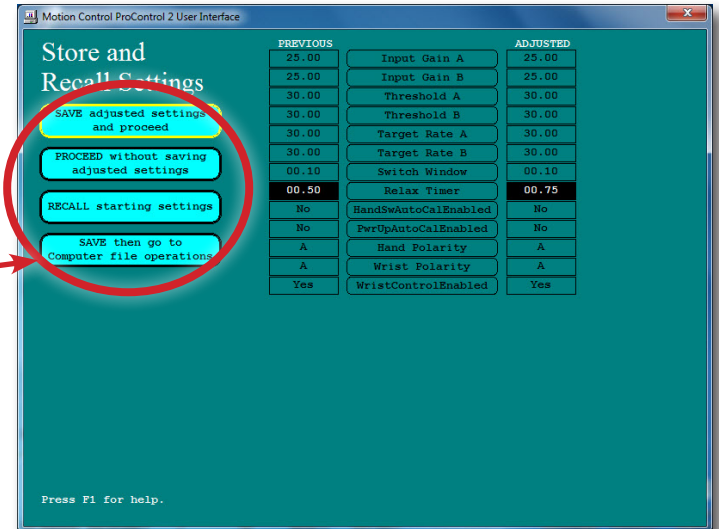 Motion Control ProControl 2 User Interface
Store and
Recall Settings
SAVE adjusted settings
and proceed
PROCEED without saving
adjusted settings
RECALL starting settings
SAVE then go to
Computer file operations
PREVIOUS ADJUSTED
25.00 Input Gain A 25.00
25.00 Input Gain B 25.00
30.00 Threshold A 30.00
30.00 Threshold B 30.00
30.00 Target Rate A 30.00
30.00 Target Rate B 30.00
00.10 Switch Window 00.10
00.50 Relax Timer 00.75
No HandSwAutoCalEnabled No
No PwrUpAutoCalEnabled No
A Hand Polarity A
A Wrist Polarity A
Yes WristControlEnabled Yes
Press F1 for help.